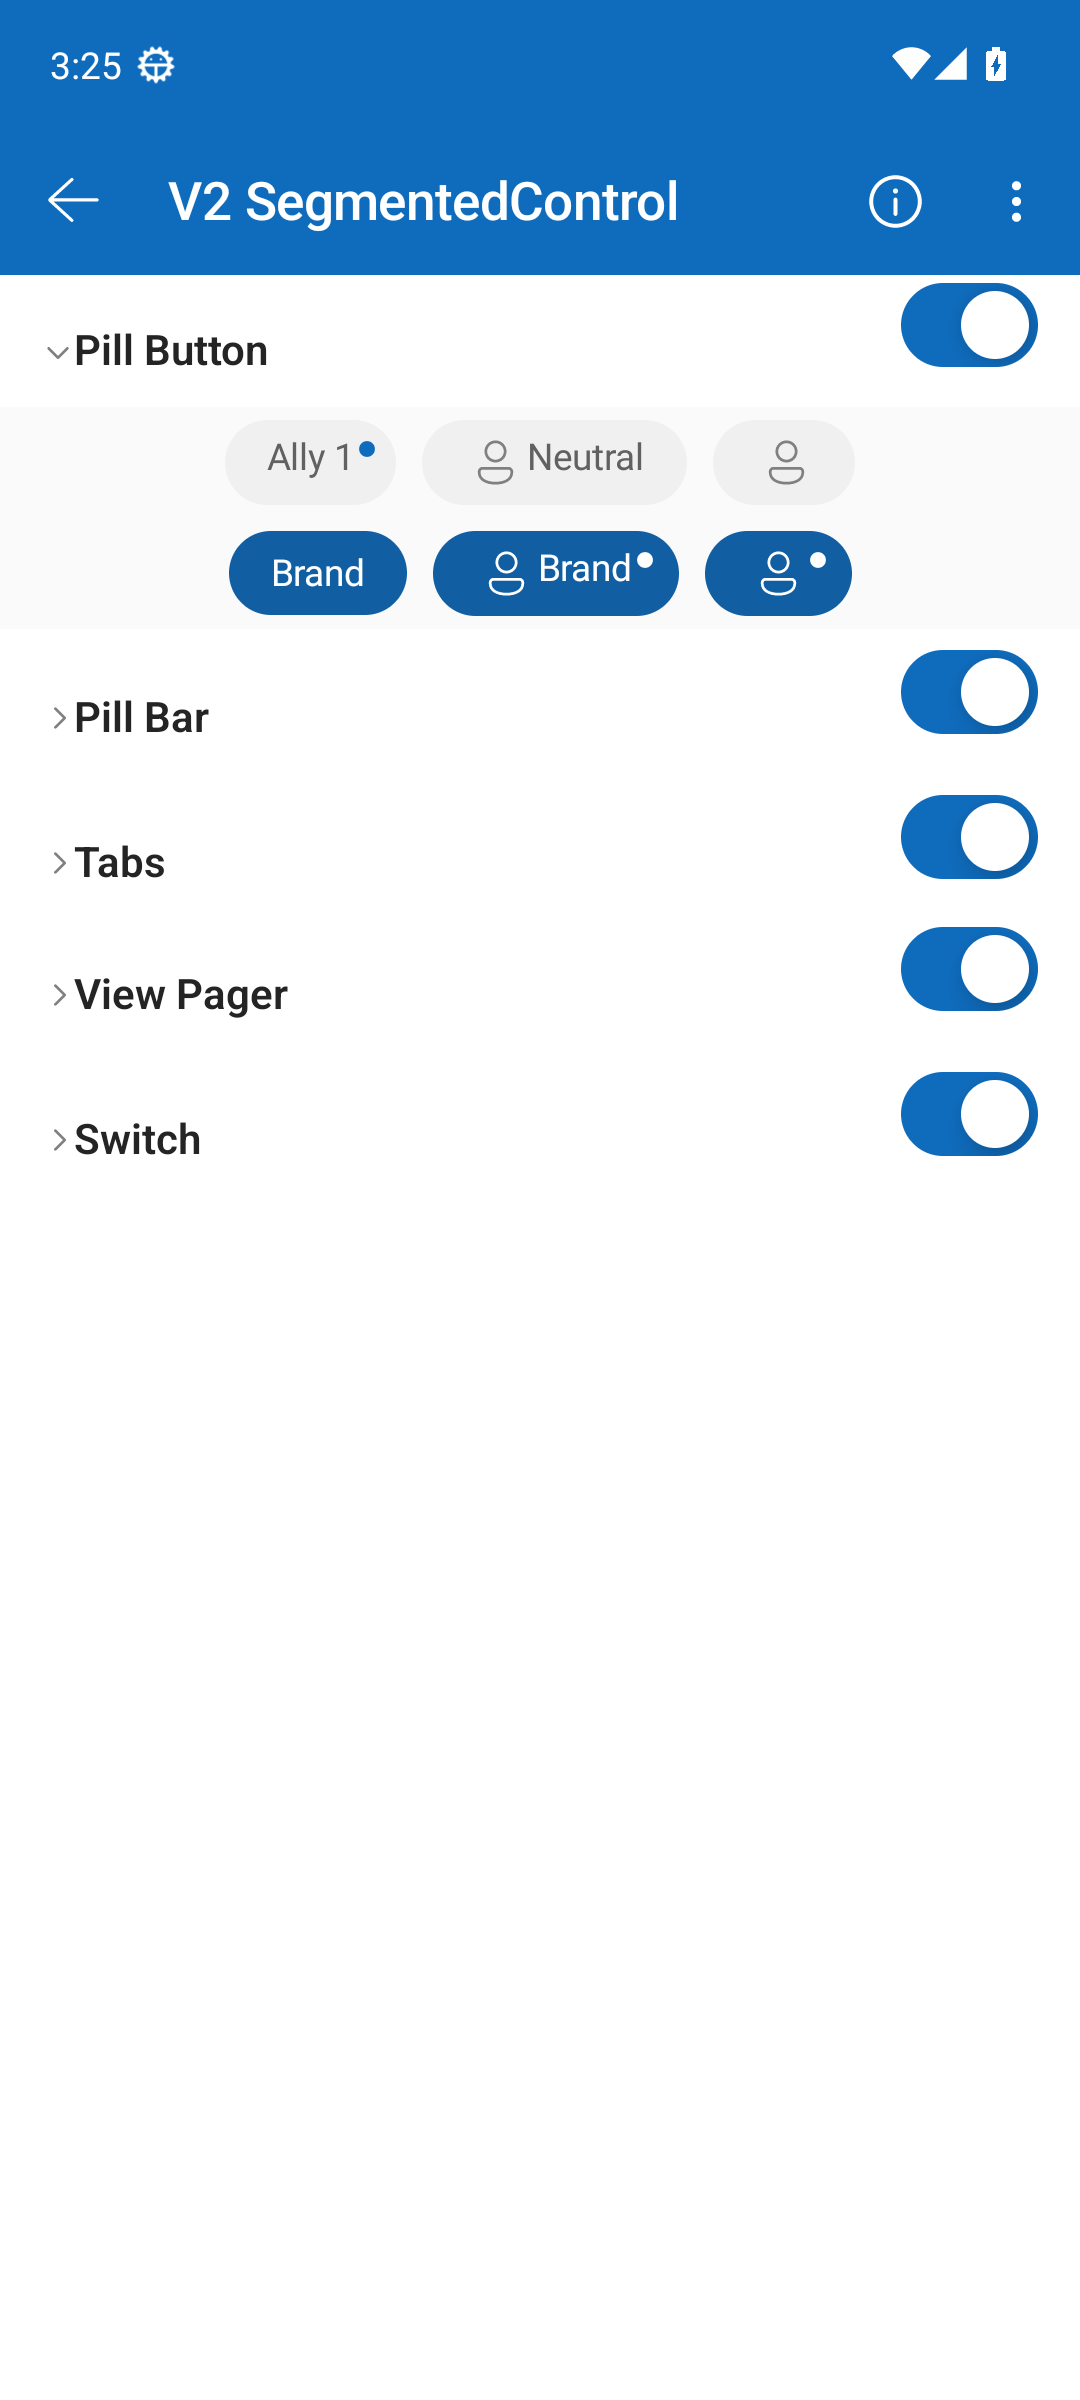 3:25
V2 SegmentedControl
Pill Button
Ally 1 Neutral
Brand Brand
Pill Bar
Tabs
View Pager
Switch